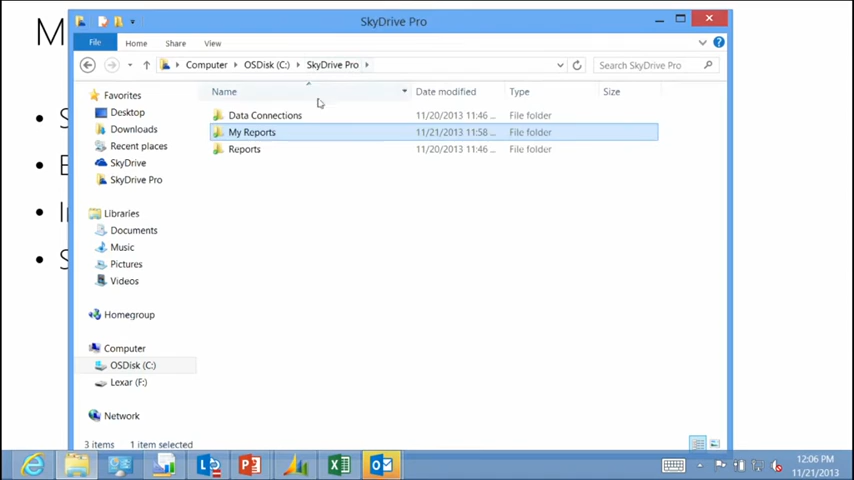 M
SkyDrive Pro
File Home Share View
Computer OSDisk (C:) SkyDrive Pro
Search SkyDrive Pro
Name Date modified Type Size
Favorites
Desktop
Downloads
Recent places
SkyDrive
SkyDrive Pro
Libraries
Documents
Music
Pictures
Videos
Homegroup
Computer
OSDisk (C:)
Lexar (F:)
Network
Data Connections 11/20/2013 11:46 ... File folder
My Reports 11/21/2013 11:58 ... File folder
Reports 11/20/2013 11:46 ... File folder
• S
• E
• I
• S
3 items 1 item selected
12:06 PM
11/21/2013